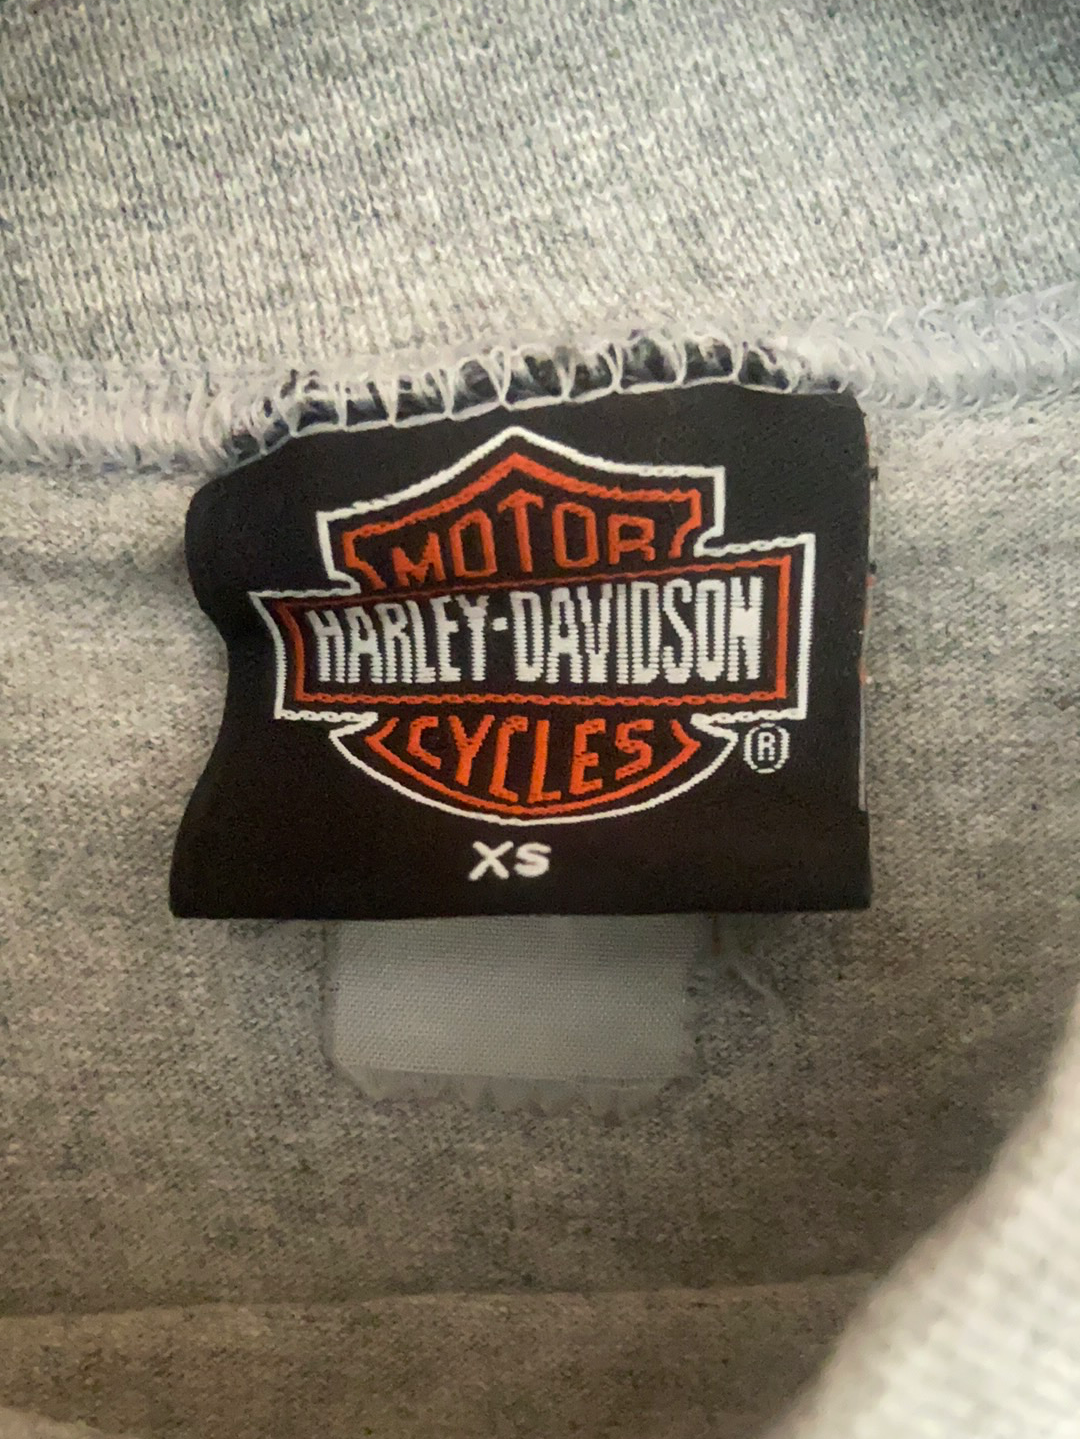 MOTOR
HARLEY-DAVIDSON
CYCLES
®
XS